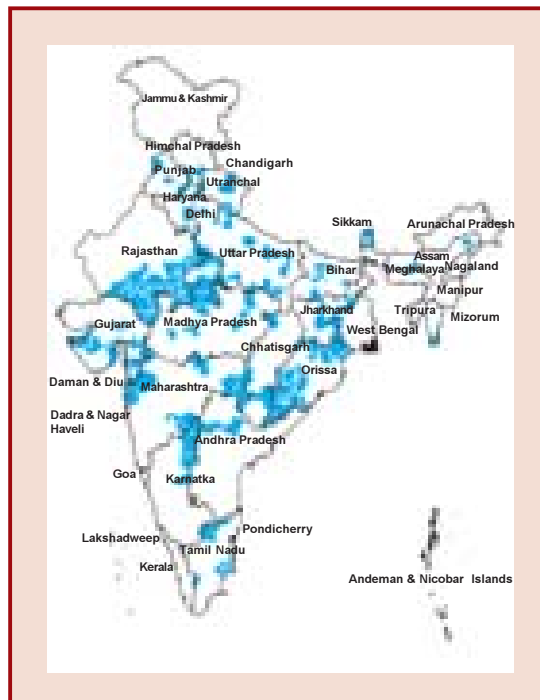 Jammu & Kashmir
Himchal Pradesh
Chandigarh
Punjab
Utranchal
Haryana
Delhi
Sikkam
Arunachal Pradesh
Rajasthan
Uttar Pradesh
Assam
Bihar
Meghalaya
Nagaland
Manipur
Jharkhand
Tripura
Mizorum
Gujarat
Madhya Pradesh
West Bengal
Chhatisgarh
Orissa
Daman & Diu
Maharashtra
Dadra & Nagar
Haveli
Andhra Pradesh
Goa
Karnatka
Pondicherry
Lakshadweep
Tamil Nadu
Kerala
Andeman & Nicobar Islands